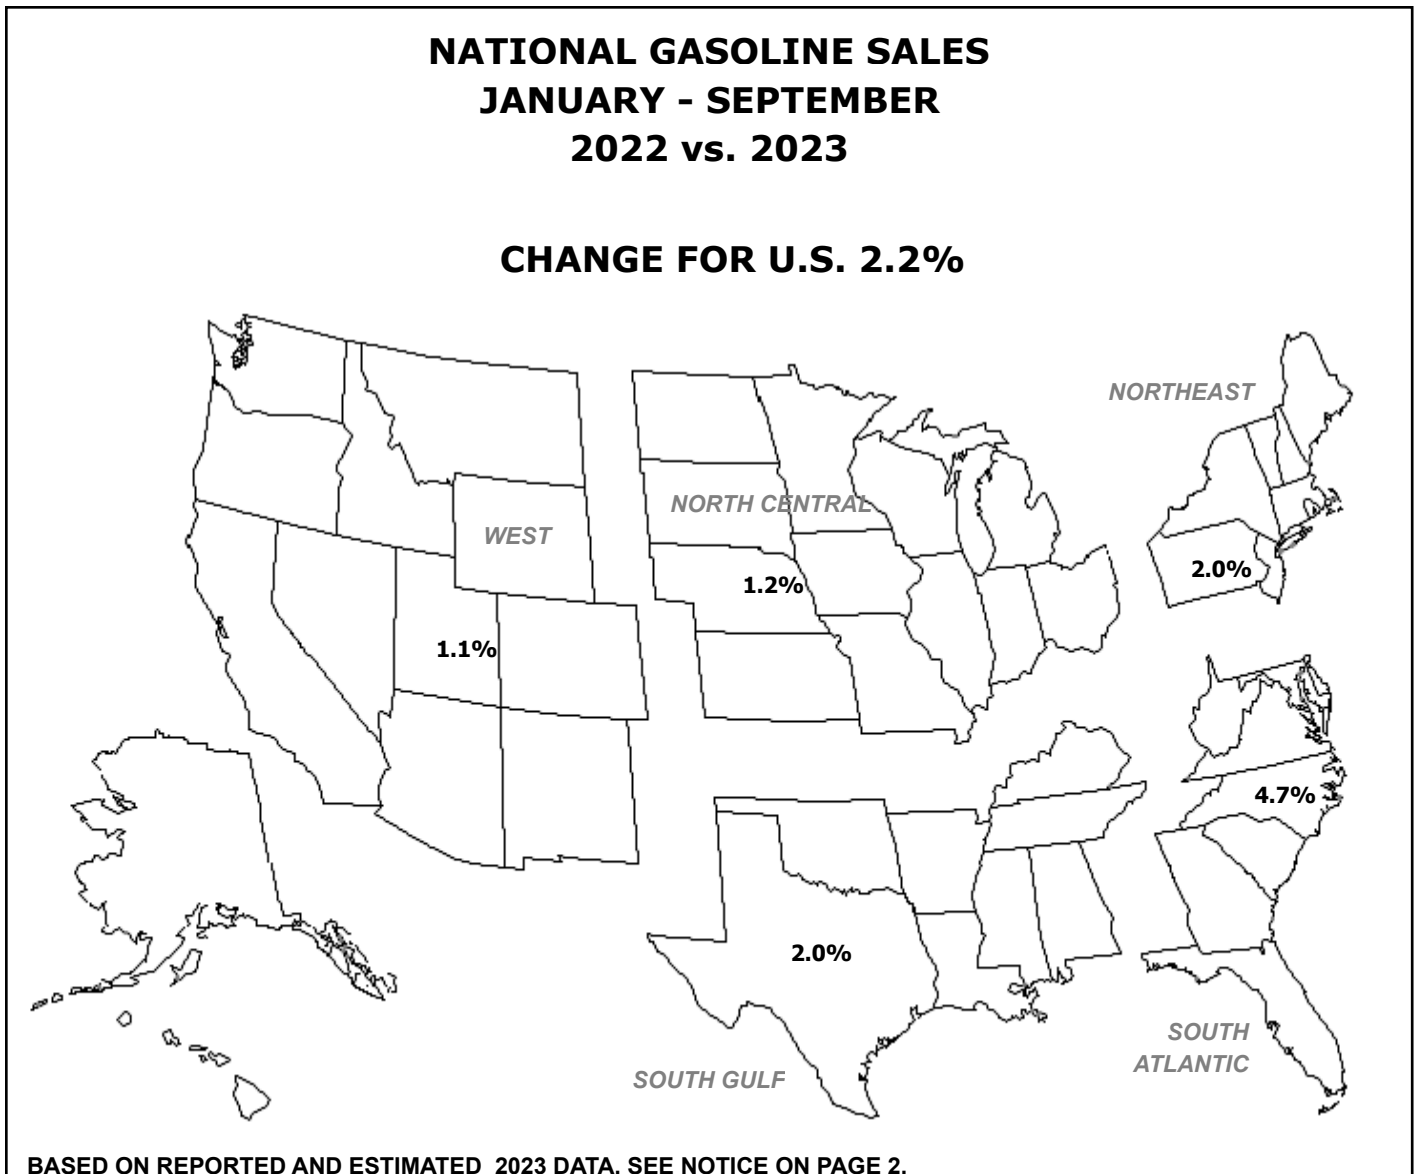 NATIONAL GASOLINE SALES
JANUARY - SEPTEMBER
2022 vs. 2023
CHANGE FOR U.S. 2.2%
NORTHEAST
NORTH CENTRAL
WEST
2.0%
1.2%
1.1%
4.7%
2.0%
SOUTH
ATLANTIC
SOUTH GULF
BASED ON REPORTED AND ESTIMATED  2023 DATA. SEE NOTICE ON PAGE 2.